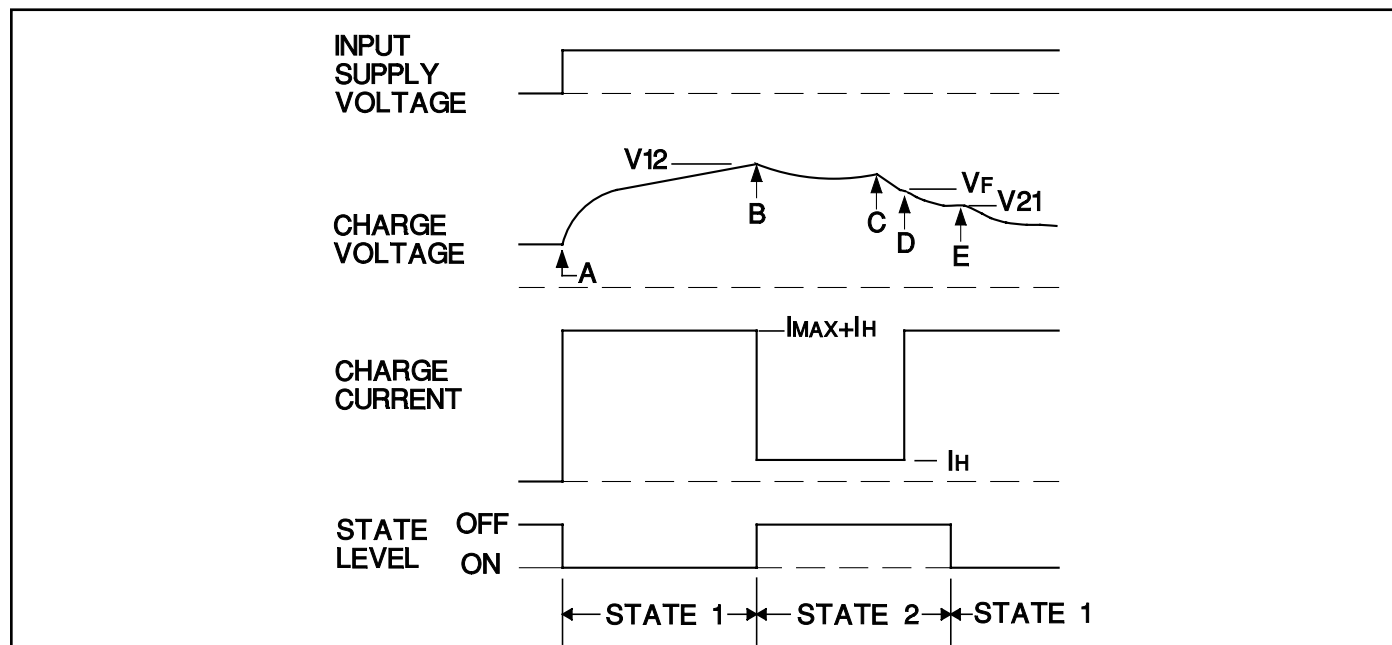 INPUT
SUPPLY
VOLTAGE
V12
VF
V21
B
C
D
E
A
CHARGE
VOLTAGE
IMAX+IH
CHARGE
CURRENT
IH
STATE
LEVEL
OFF
ON
STATE 1
STATE 2
STATE 1